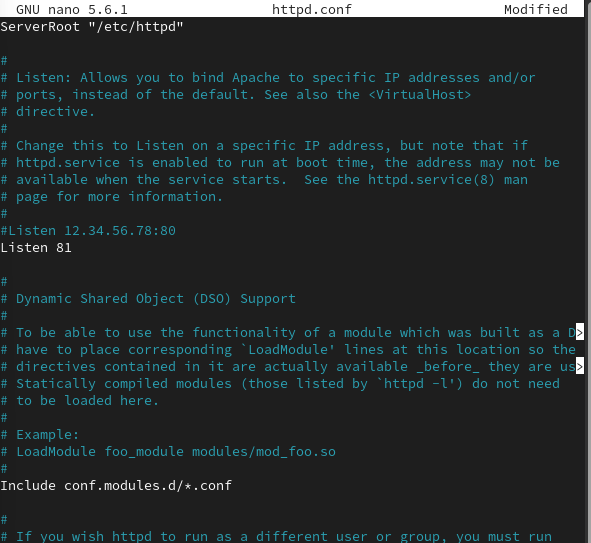 GNU nano 5.6.1 httpd.conf Modified
ServerRoot "/etc/httpd"
#
# Listen: Allows you to bind Apache to specific IP addresses and/or
# ports, instead of the default. See also the <VirtualHost>
# directive.
#
# Change this to Listen on a specific IP address, but note that if
# httpd.service is enabled to run at boot time, the address may not be
# available when the service starts.  See the httpd.service(8) man
# page for more information.
#
#Listen 12.34.56.78:80
Listen 81
#
# Dynamic Shared Object (DSO) Support
#
# To be able to use the functionality of a module which was built as a D>
# have to place corresponding `LoadModule' lines at this location so the
# directives contained in it are actually available _before_ they are us>
# Statically compiled modules (those listed by `httpd -l') do not need
# to be loaded here.
#
# Example:
# LoadModule foo_module modules/mod_foo.so
#
Include conf.modules.d/*.conf
#
# If you wish httpd to run as a different user or group, you must run